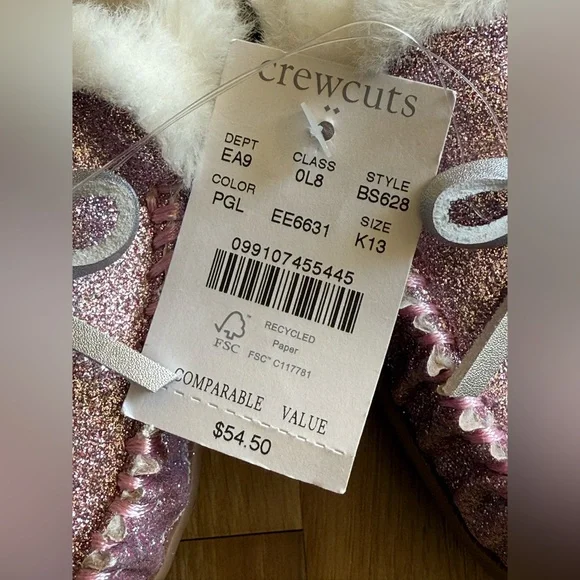 crewcuts
DEPT CLASS STYLE
EA9 0L8 BS628
COLOR SIZE
PGL EE6631 K13
099107455445
FSC
RECYCLED
Paper
FSC™ C117781
COMPARABLE VALUE
$54.50